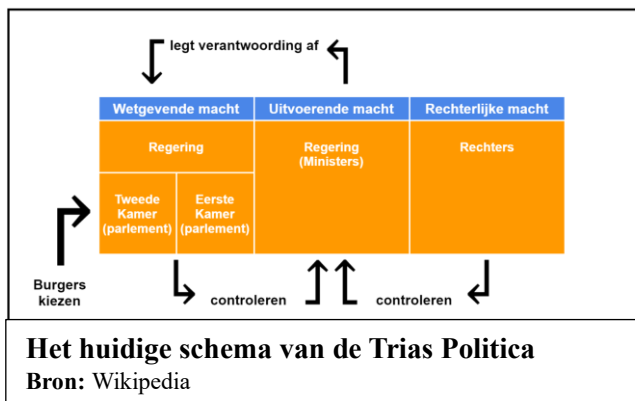 legt verantwoording af
Wetgevende macht
Uitvoerende macht
Rechterlijke macht
Regering
Regering
(Ministers)
Rechters
Tweede
Kamer
(parlement)
Eerste
Kamer
(parlement)
Burgers
kiezen
controleren
controleren
Het huidige schema van de Trias Politica
Bron: Wikipedia